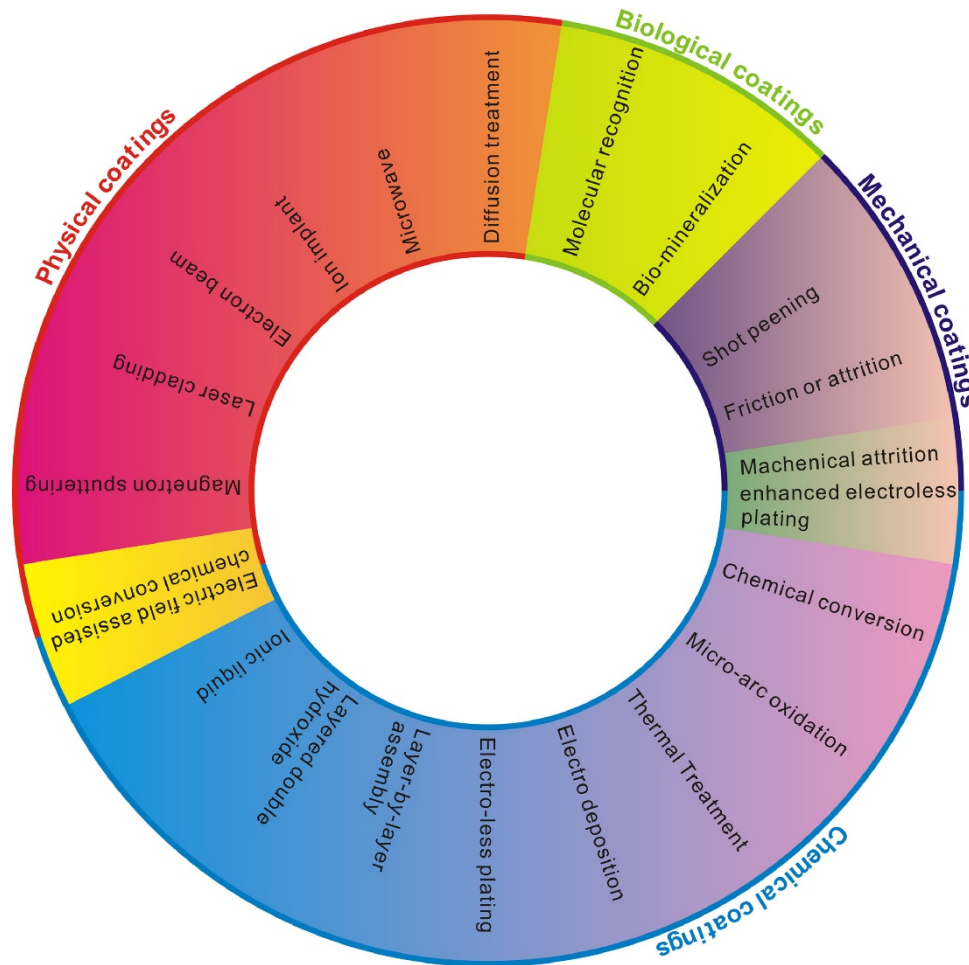 Biological coatings
Molecular recognition
Bio-mineralization
Mechanical coatings
Shot peening
Friction or attrition
Machenical attrition
enhanced electroless
plating
Chemical coatings
Chemical conversion
Micro-arc oxidation
Thermal Treatment
Electro deposition
Electro-less plating
Layer-by-layer
assembly
Layered double
hydroxide
Ionic liquid
Electric field assisted
chemical conversion
Physical coatings
Magnetron sputtering
Laser cladding
Electron beam
Ion implant
Microwave
Diffusion treatment